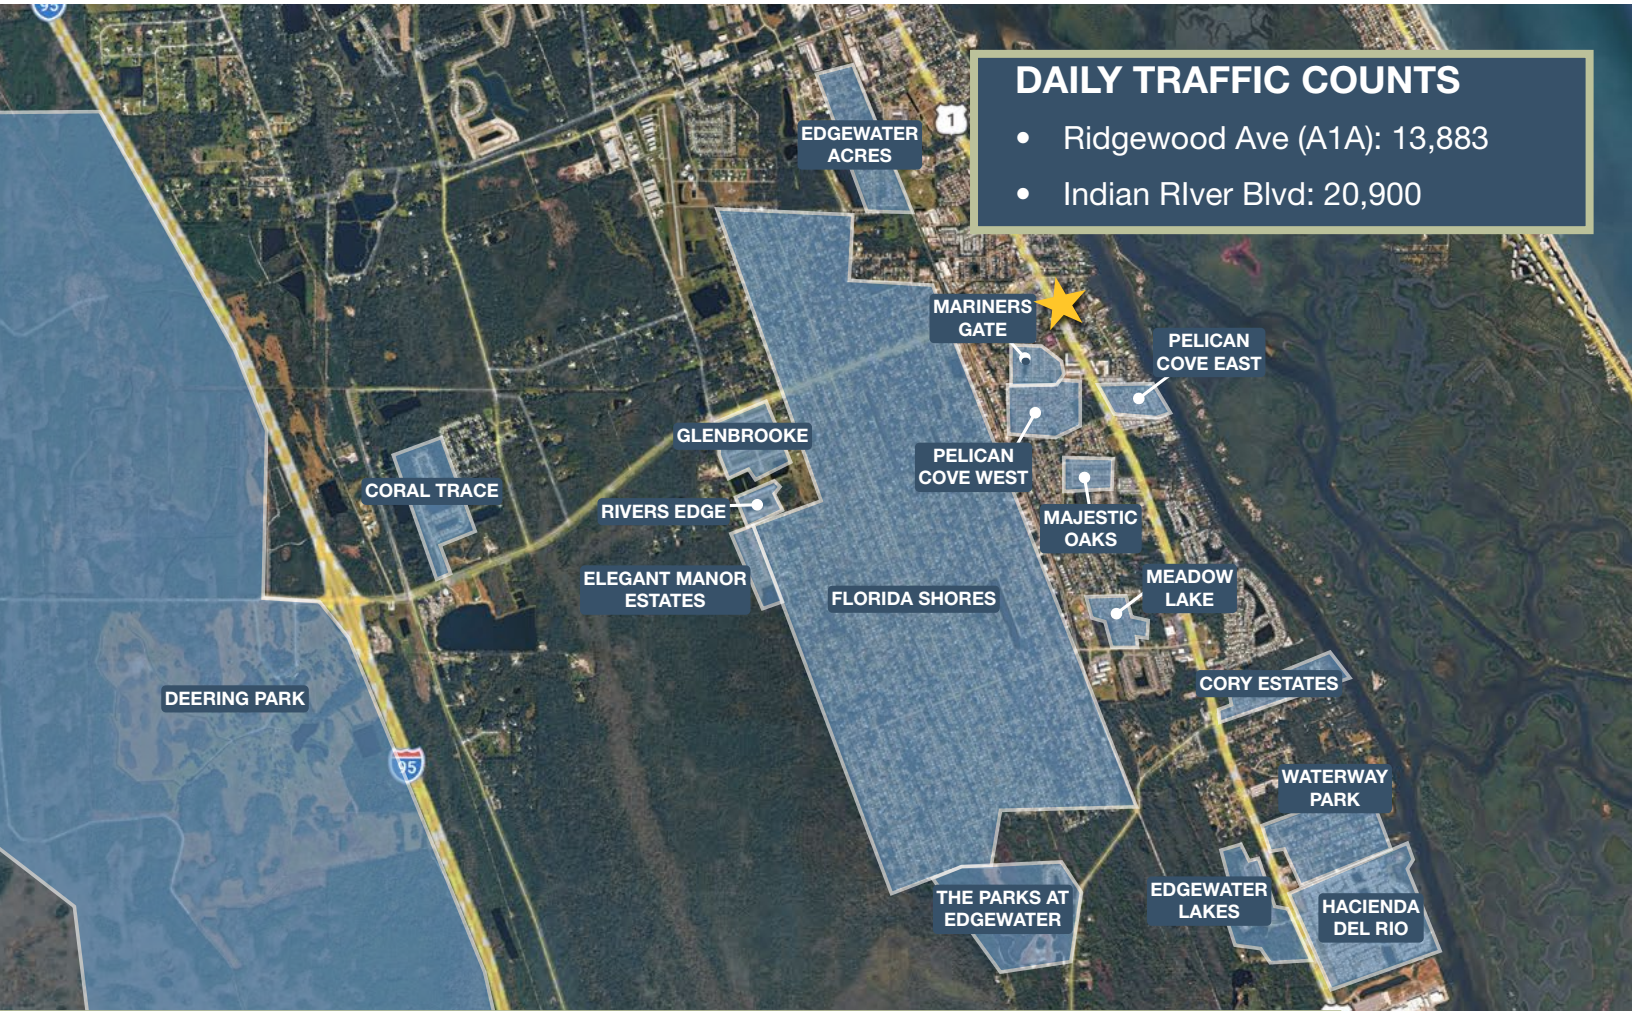 95
DAILY TRAFFIC COUNTS
• Ridgewood Ave (A1A): 13,883
• Indian RIver Blvd: 20,900
1
EDGEWATER
ACRES
MARINERS
GATE
PELICAN
COVE EAST
GLENBROOKE
PELICAN
COVE WEST
CORAL TRACE
RIVERS EDGE
MAJESTIC
OAKS
ELEGANT MANOR
ESTATES
FLORIDA SHORES
MEADOW
LAKE
DEERING PARK
CORY ESTATES
95
WATERWAY
PARK
THE PARKS AT
EDGEWATER
EDGEWATER
LAKES
HACIENDA
DEL RIO